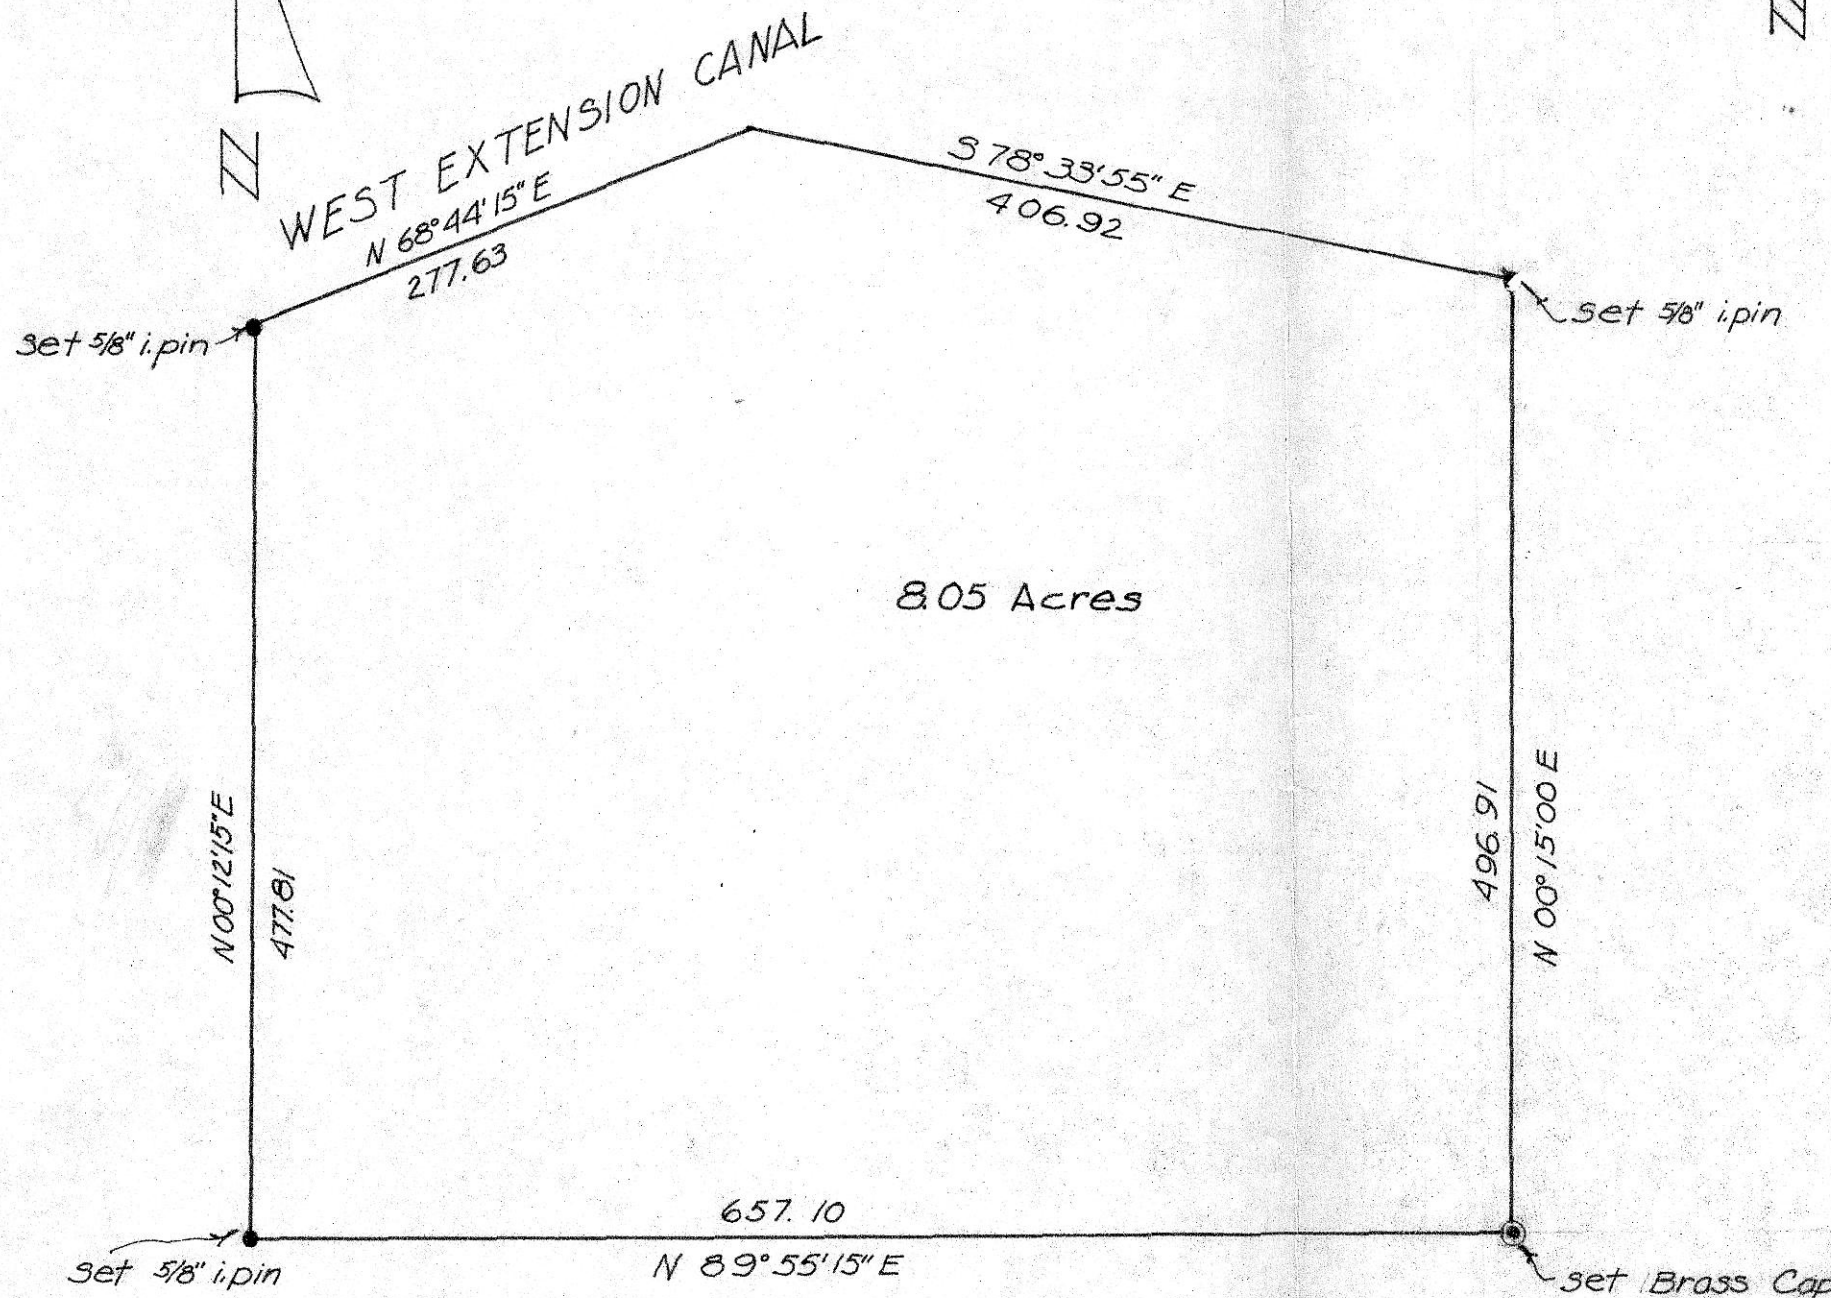 N
N
WEST EXTENSION CANAL
N 68°44'15" E
277.63
S 78° 33' 55" E
406.92
set 5/8" i.pin
set 5/8" i.pin
8.05 Acres
N 00° 12' 15" E
477.81
496.91
N 00° 15' 00 E
657.10
N 89° 55' 15" E
set 5/8" i.pin
set Brass Cap